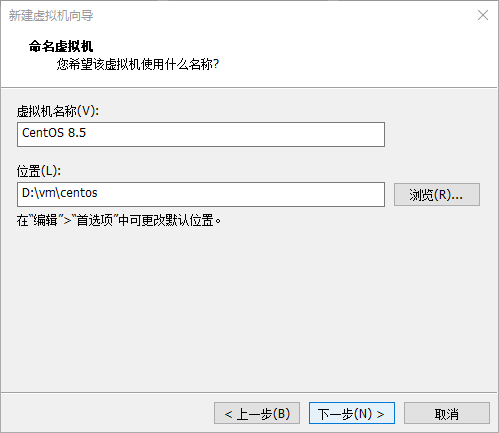 新建虚拟机向导
命名虚拟机
您希望该虚拟机使用什么名称?
虚拟机名称(V):
CentOS 8.5
位置(L):
D:\vm\centos
浏览(R)...
在“编辑”>“首选项”中可更改默认位置。
< 上一步(B)
下一步(N) >
取消